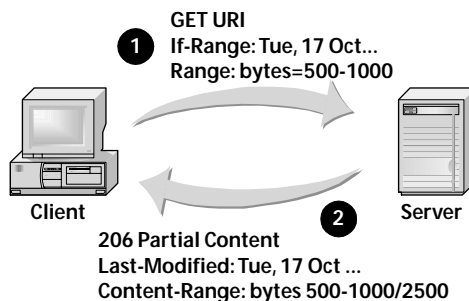 GET URI
1
If-Range: Tue, 17 Oct...
Range: bytes=500-1000
Client
Server
2
206 Partial Content
Last-Modified: Tue, 17 Oct ...
Content-Range: bytes 500-1000/2500